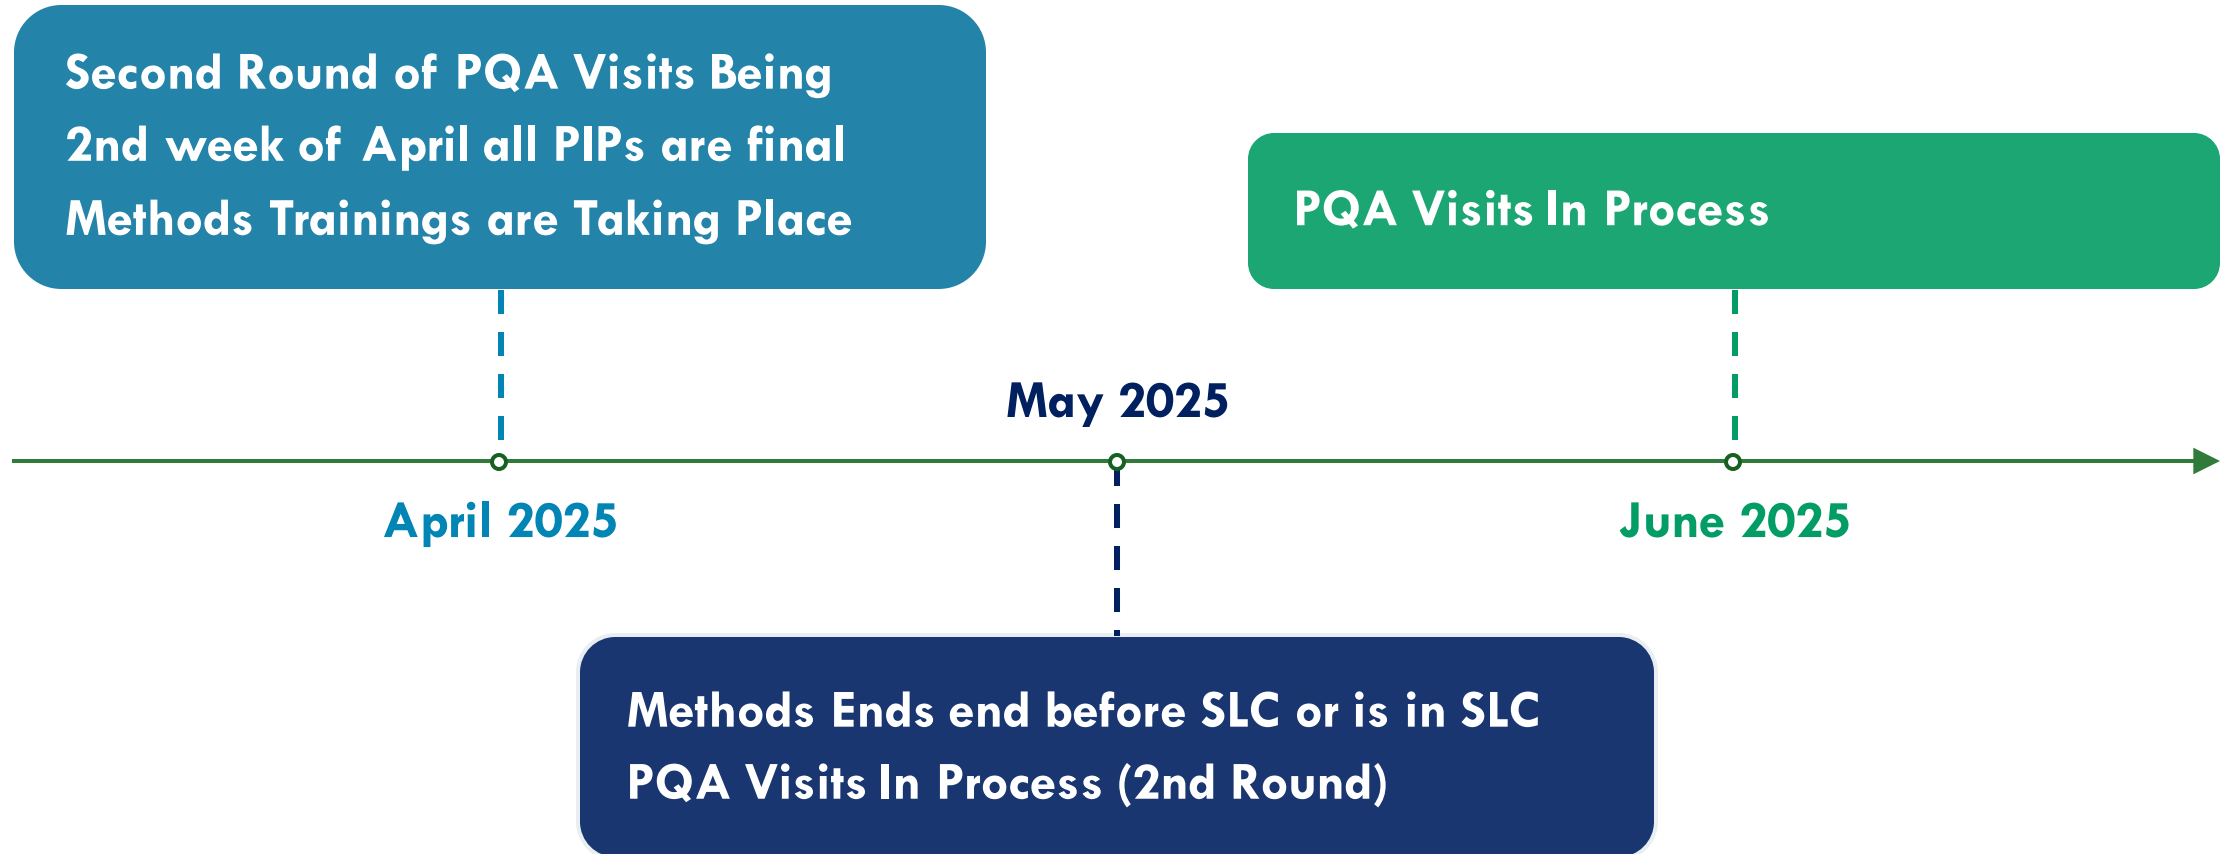 Second Round of PQA Visits Being
2nd week of April all PIPs are final
Methods Trainings are Taking Place
PQA Visits In Process
May 2025
April 2025
June 2025
Methods Ends end before SLC or is in SLC
PQA Visits In Process (2nd Round)